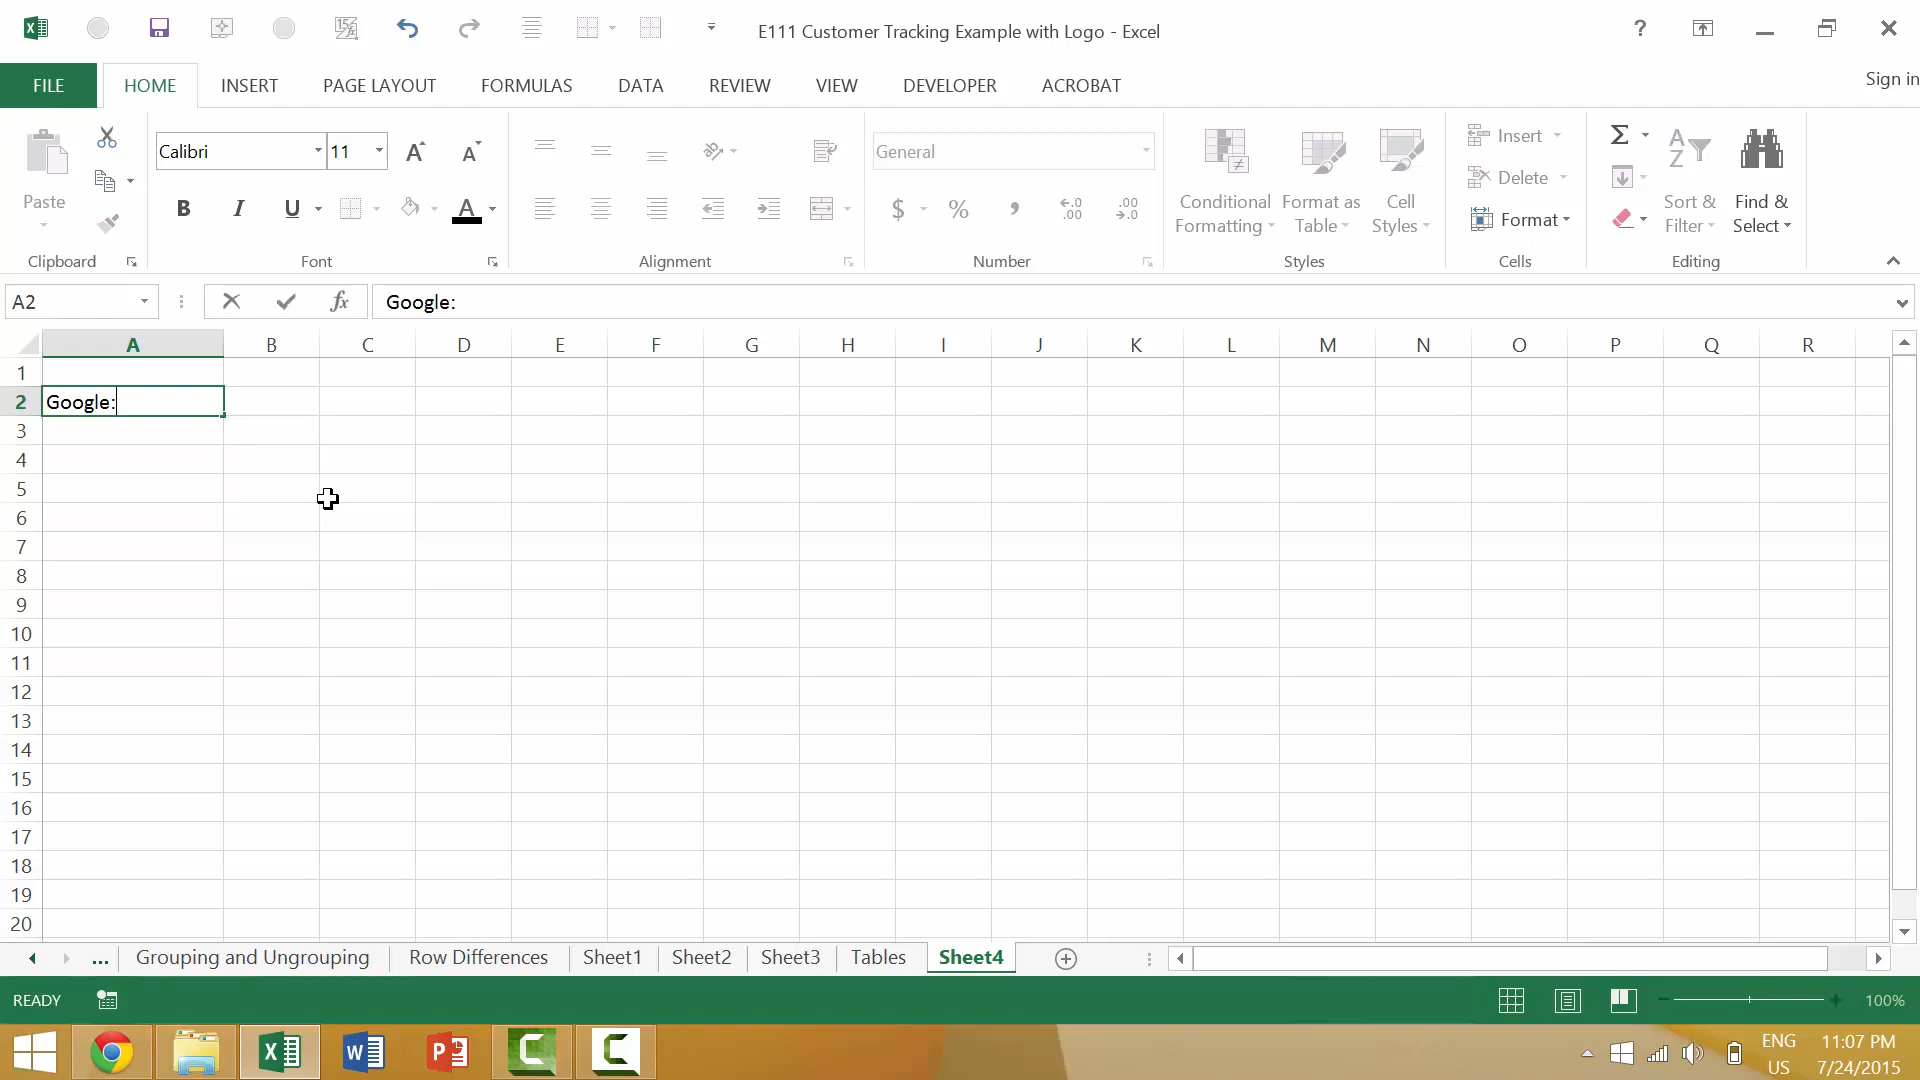 E111 Customer Tracking Example with Logo - Excel
FILE HOME INSERT PAGE LAYOUT FORMULAS DATA REVIEW VIEW DEVELOPER ACROBAT Sign in
Calibri 11 General
Paste
B I U A $ %
Conditional Formatting
Format as Table
Cell Styles
Insert
Delete
Format
Sort & Filter
Find & Select
Clipboard Font Alignment Number Styles Cells Editing
A2 fx Google:
A B C D E F G H I J K L M N O P Q R
1
2 Google:
3
4
5
6
7
8
9
10
11
12
13
14
15
16
17
18
19
20
... Grouping and Ungrouping Row Differences Sheet1 Sheet2 Sheet3 Tables Sheet4
READY 100%
ENG 11:07 PM
US 7/24/2015